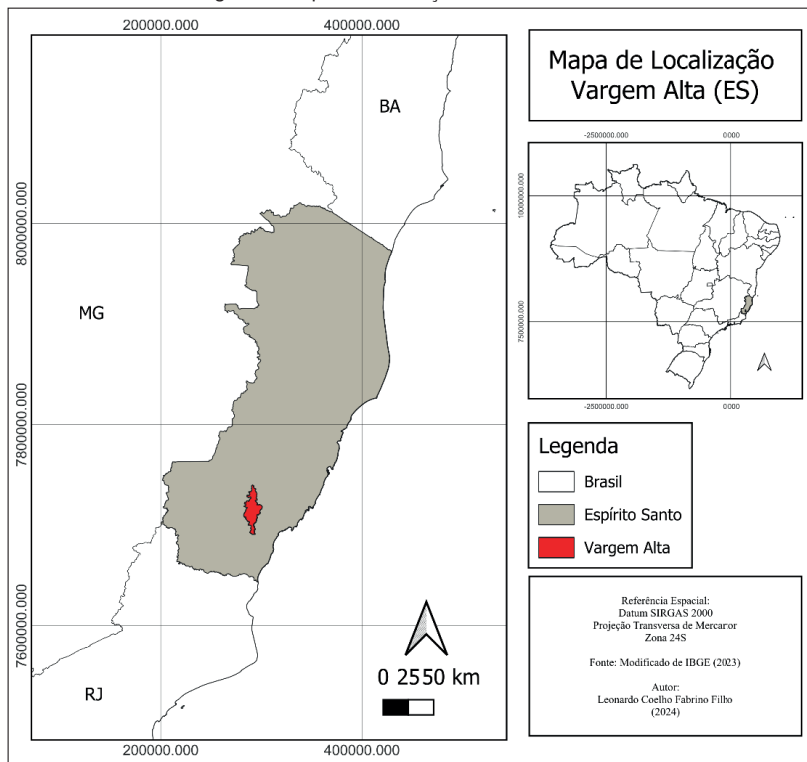 200000.000 400000.000
BA
MG
RJ
8000000.000
7800000.000
7600000.000
0 2550 km
200000.000 400000.000
Mapa de Localização
Vargem Alta (ES)
-2500000.000 0000
10000000.000
7500000.000
-2500000.000 0000
Legenda
Brasil
Espírito Santo
Vargem Alta
Referência Espacial:
Datum SIRGAS 2000
Projeção Transversa de Mercaror
Zona 24S
Fonte: Modificado de IBGE (2023)
Autor:
Leonardo Coelho Fabrino Filho
(2024)